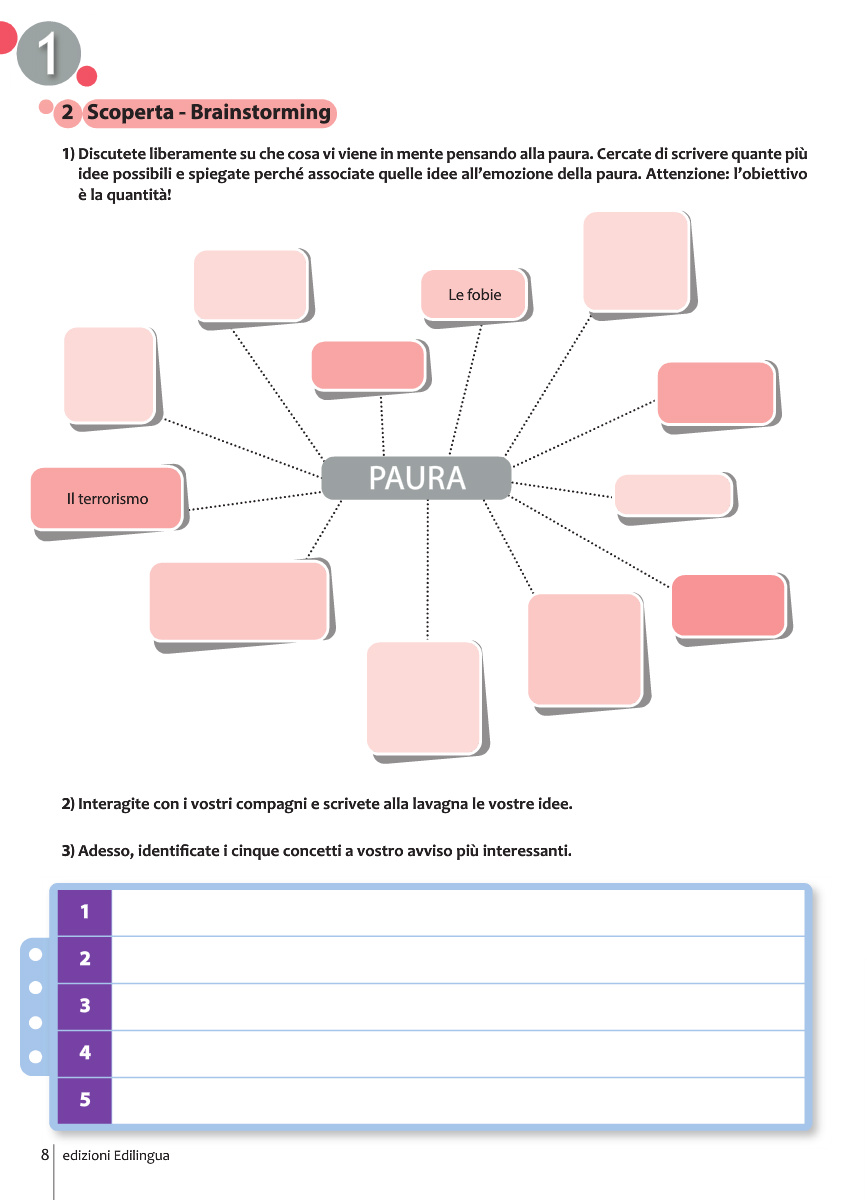 1
2 Scoperta - Brainstorming
1) Discutete liberamente su che cosa vi viene in mente pensando alla paura. Cercate di scrivere quante più
idee possibili e spiegate perché associate quelle idee all'emozione della paura. Attenzione: l'obiettivo
è la quantità!
Le fobie
PAURA
Il terrorismo
2) Interagite con i vostri compagni e scrivete alla lavagna le vostre idee.
3) Adesso, identificate i cinque concetti a vostro avviso più interessanti.
1
2
3
4
5
8 edizioni Edilingua